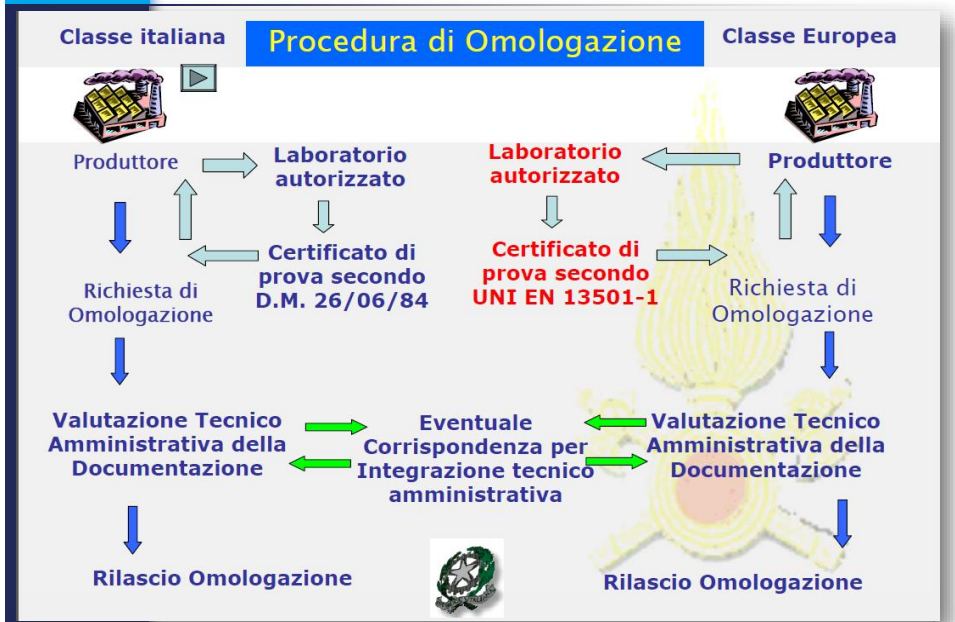 Classe italiana
Procedura di Omologazione
Classe Europea
Produttore
Laboratorio
autorizzato
Laboratorio
autorizzato
Produttore
Certificato di
prova secondo
D.M. 26/06/84
Certificato di
prova secondo
UNI EN 13501-1
Richiesta di
Omologazione
Richiesta di
Omologazione
Valutazione Tecnico
Amministrativa della
Documentazione
Eventuale
Corrispondenza per
Integrazione tecnico
amministrativa
Valutazione Tecnico
Amministrativa della
Documentazione
Rilascio Omologazione
Rilascio Omologazione